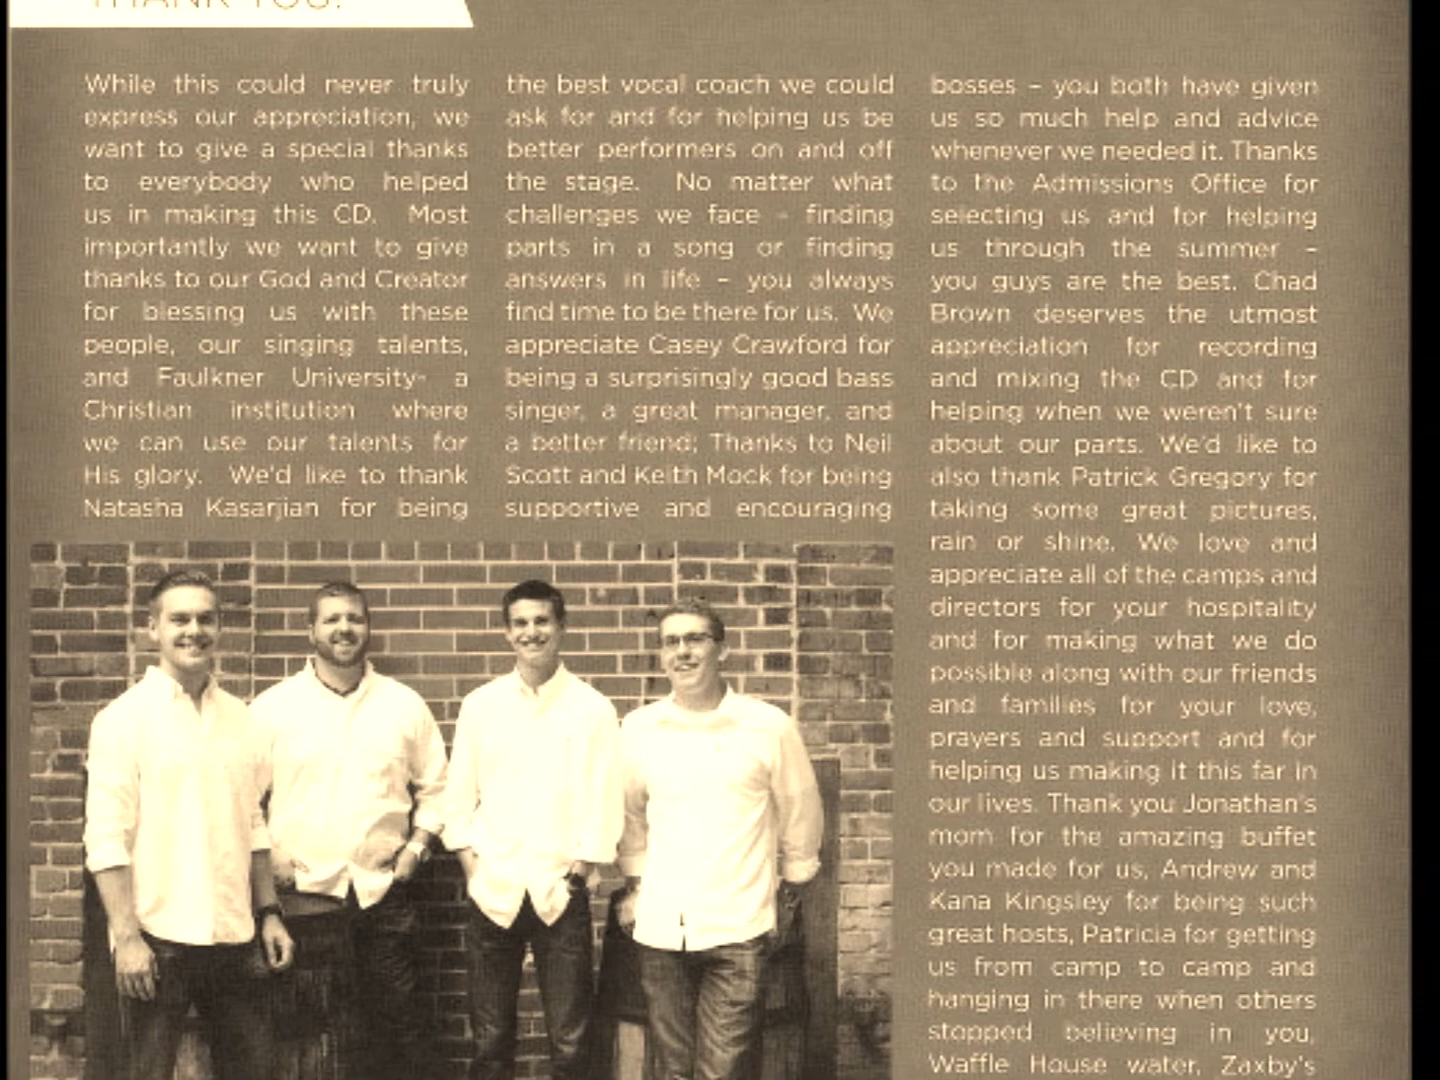 THANK YOU!
While this could never truly
express our appreciation, we
want to give a special thanks
to everybody who helped
us in making this CD. Most
importantly we want to give
thanks to our God and Creator
for blessing us with these
people, our singing talents,
and Faulkner University- a
Christian institution where
we can use our talents for
His glory. We'd like to thank
Natasha Kasarjian for being
the best vocal coach we could
ask for and for helping us be
better performers on and off
the stage. No matter what
challenges we face - finding
parts in a song or finding
answers in life – you always
find time to be there for us. We
appreciate Casey Crawford for
being a surprisingly good bass
singer, a great manager, and
a better friend; Thanks to Neil
Scott and Keith Mock for being
supportive and encouraging
bosses – you both have given
us so much help and advice
whenever we needed it. Thanks
to the Admissions Office for
selecting us and for helping
us through the summer –
you guys are the best. Chad
Brown deserves the utmost
appreciation for recording
and mixing the CD and for
helping when we weren't sure
about our parts. We'd like to
also thank Patrick Gregory for
taking some great pictures,
rain or shine. We love and
appreciate all of the camps and
directors for your hospitality
and for making what we do
possible along with our friends
and families for your love,
prayers and support and for
helping us making it this far in
our lives. Thank you Jonathan's
mom for the amazing buffet
you made for us, Andrew and
Kana Kingsley for being such
great hosts, Patricia for getting
us from camp to camp and
hanging in there when others
stopped believing in you,
Waffle House water, Zaxby's